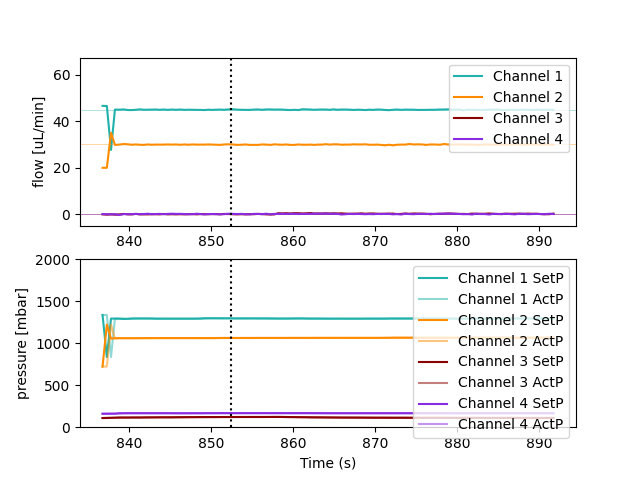 60
40
20
0
flow [uL/min]
Channel 1
Channel 2
Channel 3
Channel 4
840 850 860 870 880 890
2000
1500
1000
500
0
pressure [mbar]
Channel 1 SetP
Channel 1 ActP
Channel 2 SetP
Channel 2 ActP
Channel 3 SetP
Channel 3 ActP
Channel 4 SetP
Channel 4 ActP
840 850 860 870 880 890
Time (s)